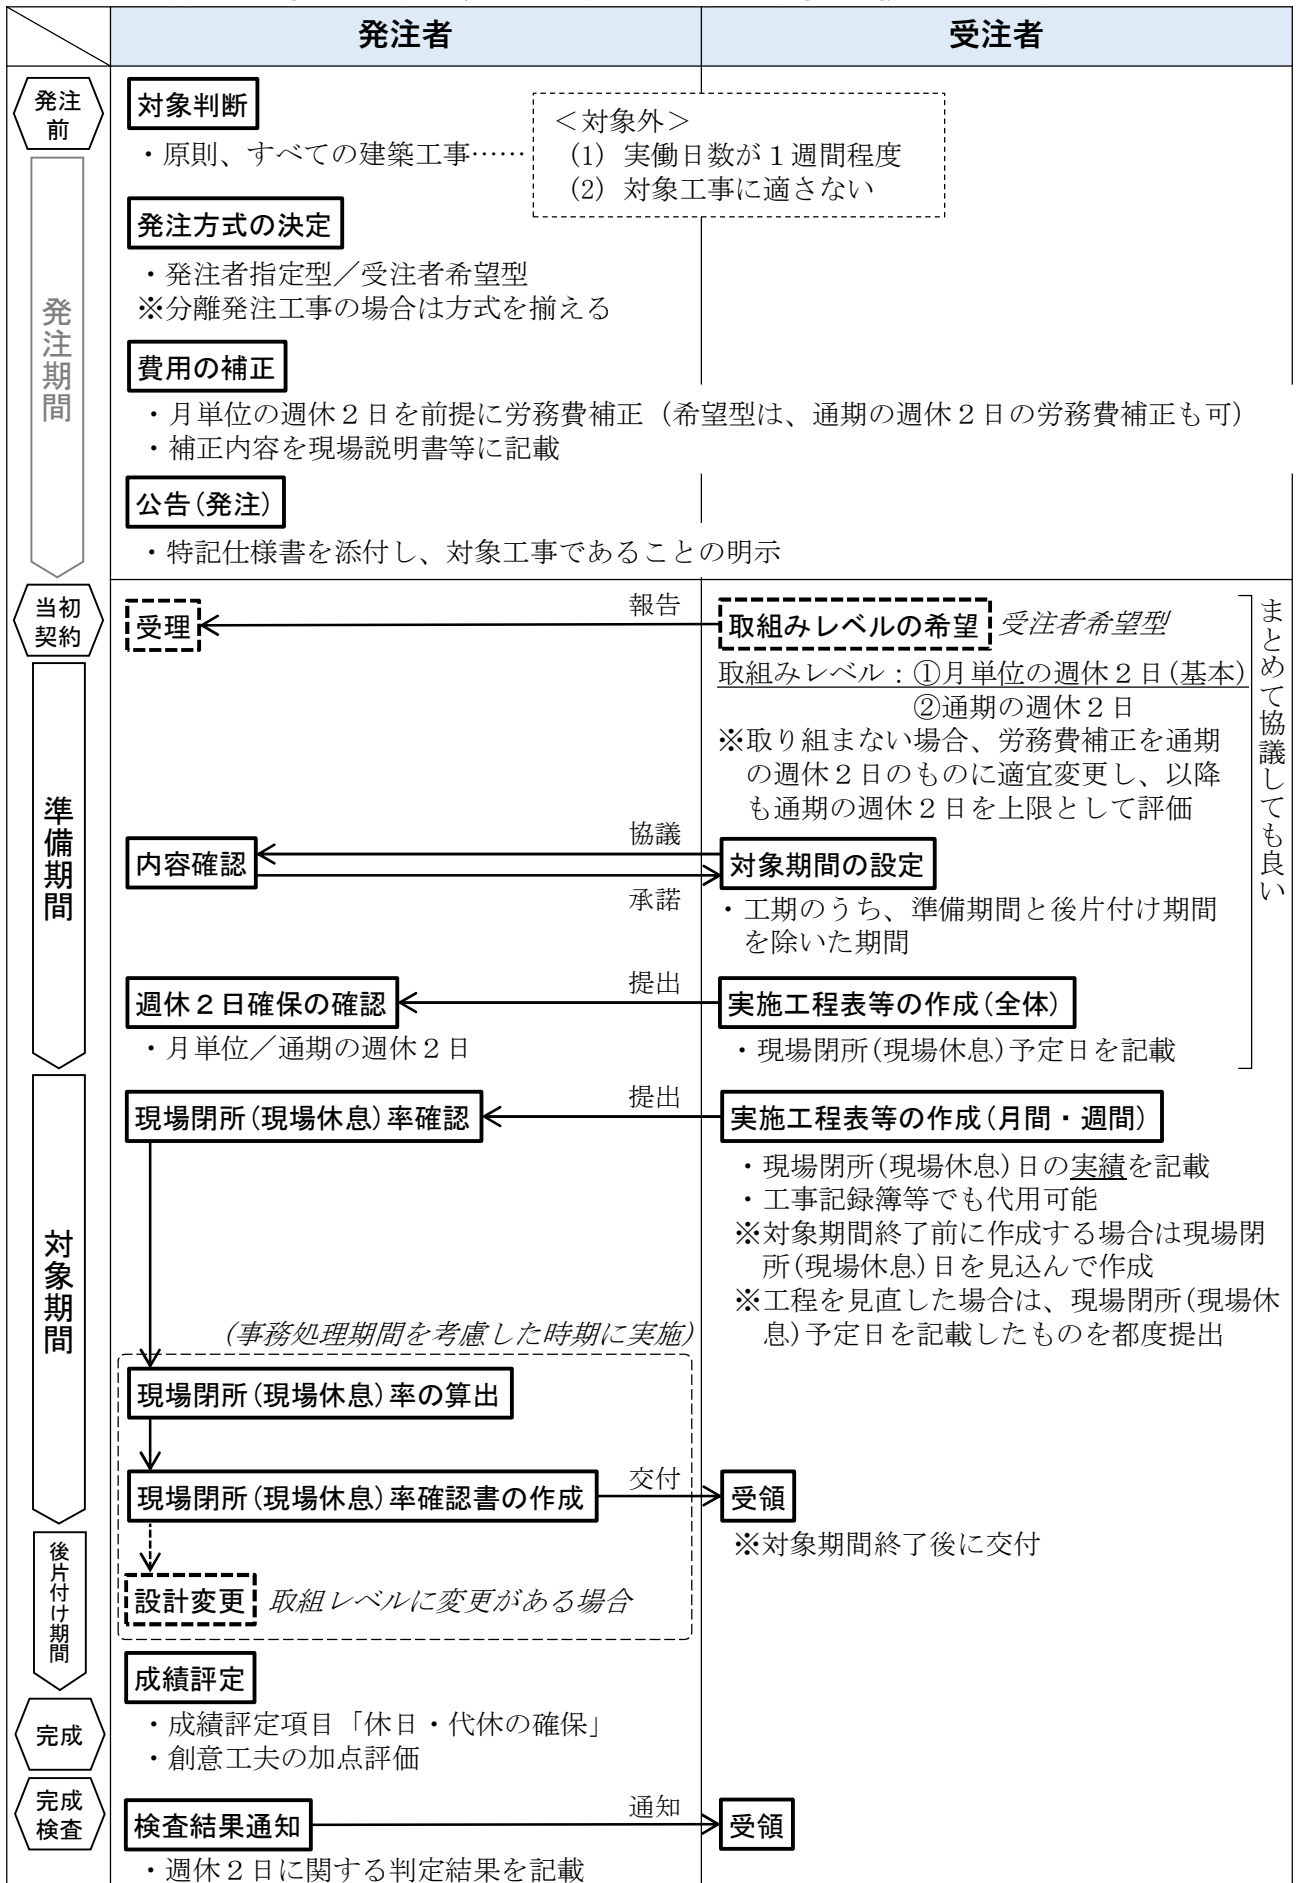 発注者
受注者
発注
前
対象判断
・原則、すべての建築工事……
＜対象外＞
(1) 実働日数が１週間程度
(2) 対象工事に適さない
発注期間
発注方式の決定
・発注者指定型／受注者希望型
※分離発注工事の場合は方式を揃える
費用の補正
・月単位の週休２日を前提に労務費補正（希望型は、通期の週休２日の労務費補正も可）
・補正内容を現場説明書等に記載
公告(発注)
・特記仕様書を添付し、対象工事であることの明示
当初
契約
受理
報告
取組みレベルの希望
受注者希望型
取組みレベル：①月単位の週休２日(基本)
②通期の週休２日
※取り組まない場合、労務費補正を通期
の週休２日のものに適宜変更し、以降
も通期の週休２日を上限として評価
まとめて協議しても良い
準備期間
内容確認
協議
承諾
対象期間の設定
・工期のうち、準備期間と後片付け期間
を除いた期間
週休２日確保の確認
提出
実施工程表等の作成(全体)
・月単位／通期の週休２日
・現場閉所(現場休息)予定日を記載
対象期間
現場閉所(現場休息)率確認
提出
実施工程表等の作成(月間・週間)
・現場閉所(現場休息)日の実績を記載
・工事記録簿等でも代用可能
※対象期間終了前に作成する場合は現場閉
所(現場休息)日を見込んで作成
※工程を見直した場合は、現場閉所(現場休
息)予定日を記載したものを都度提出
(事務処理期間を考慮した時期に実施)
現場閉所(現場休息)率の算出
現場閉所(現場休息)率確認書の作成
交付
受領
※対象期間終了後に交付
後片付け期間
設計変更
取組レベルに変更がある場合
成績評定
・成績評定項目「休日・代休の確保」
・創意工夫の加点評価
完成
完成
検査
検査結果通知
通知
受領
・週休２日に関する判定結果を記載